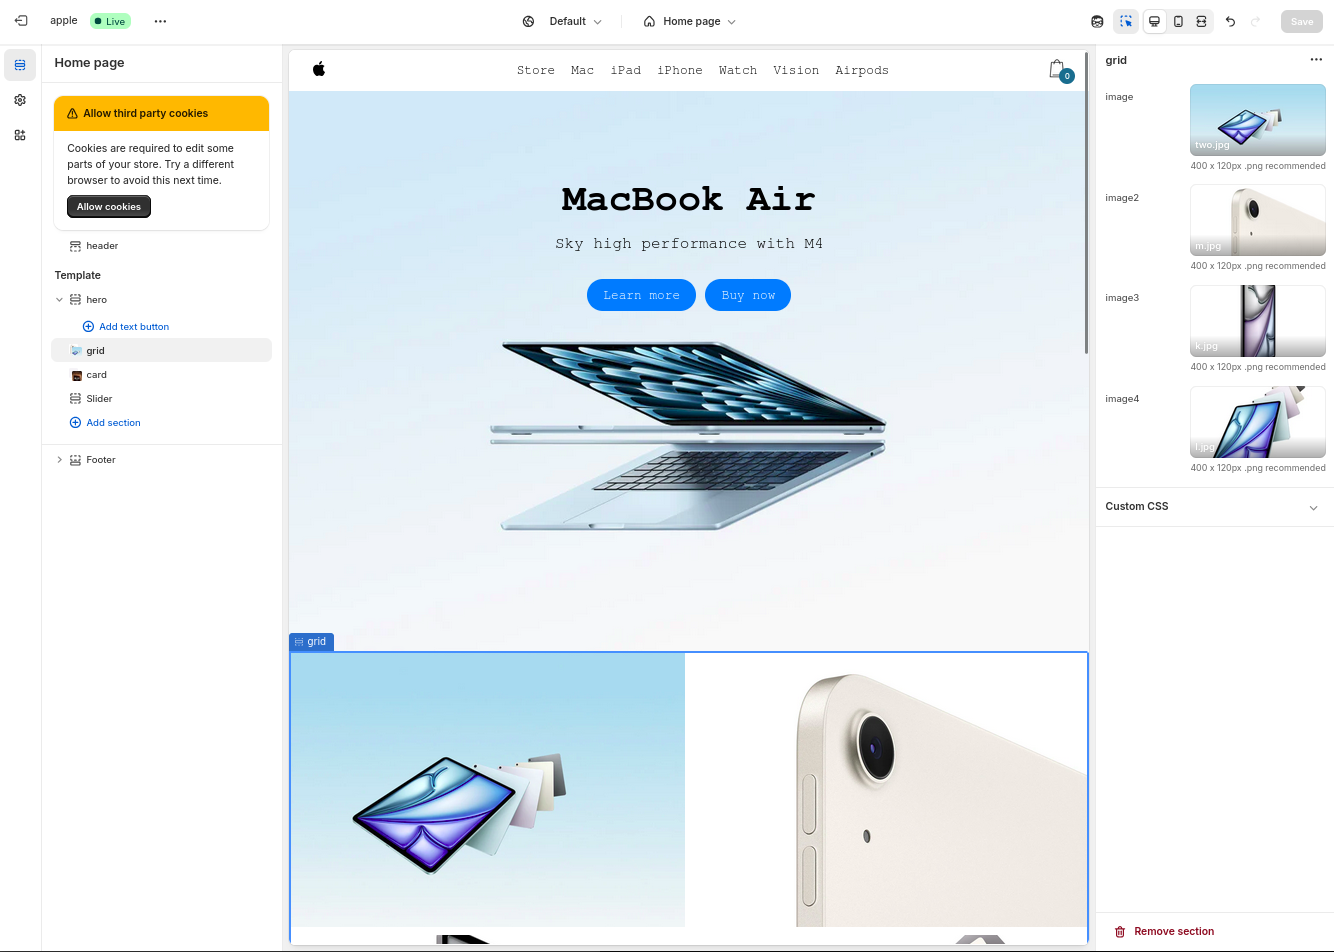 apple
Live
Default
Home page
Save
Home page
Allow third party cookies
Cookies are required to edit some
parts of your store. Try a different
browser to avoid this next time.
Allow cookies
header
Template
hero
Add text button
grid
card
Slider
Add section
Footer
Store Mac iPad iPhone Watch Vision Airpods
0
MacBook Air
Sky high performance with M4
Learn more
Buy now
grid
grid
image
two.jpg
400 x 120px .png recommended
image2
m.jpg
400 x 120px .png recommended
image3
k.jpg
400 x 120px .png recommended
image4
l.jpg
400 x 120px .png recommended
Custom CSS
Remove section